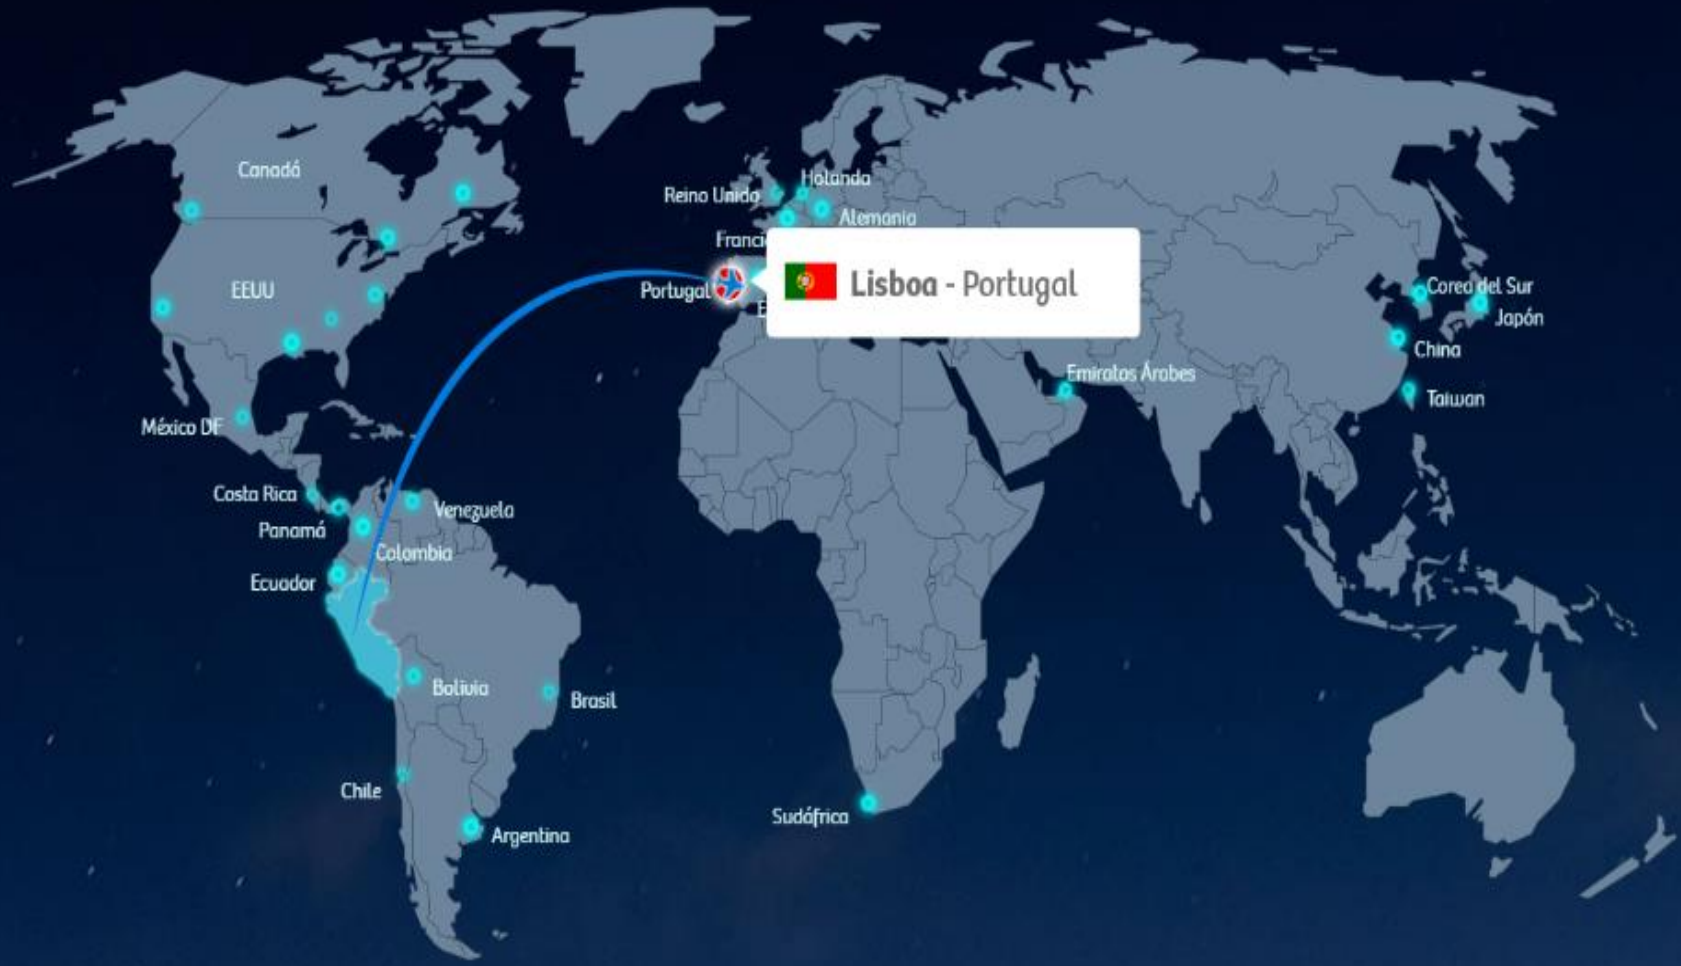 Canadá
Holanda
Reino Unido
Alemania
Lisboa - Portugal
EEUU
Portugal
Corea del Sur
Japón
China
Emiratos Árabes
Taiwan
México DF
Costa Rica
Venezuela
Panamá
Colombia
Ecuador
Bolivia
Brasil
Chile
Sudáfrica
Argentina